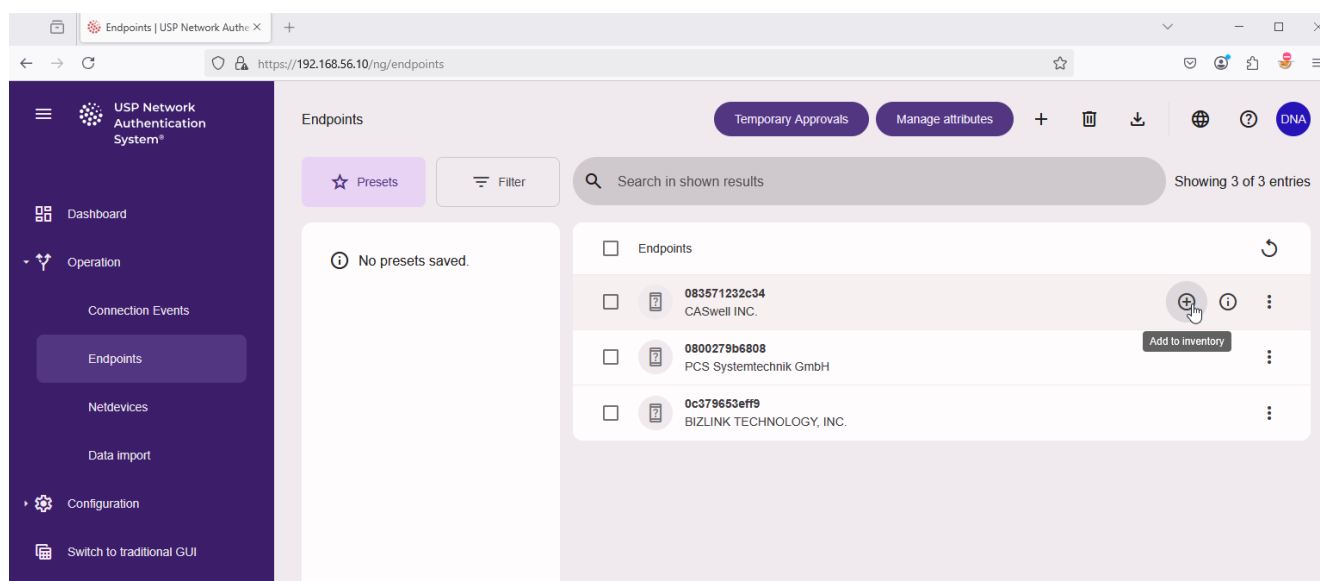 Endpoints | USP Network Authe
https://192.168.56.10/ng/endpoints
USP Network
Authentication
System®
Endpoints
Temporary Approvals
Manage attributes
DNA
Presets
Filter
Search in shown results
Showing 3 of 3 entries
Dashboard
Operation
Connection Events
Endpoints
Netdevices
Data import
Configuration
Switch to traditional GUI
No presets saved.
Endpoints
083571232c34
CASwell INC.
Add to inventory
0800279b6808
PCS Systemtechnik GmbH
0c379653eff9
BIZLINK TECHNOLOGY, INC.